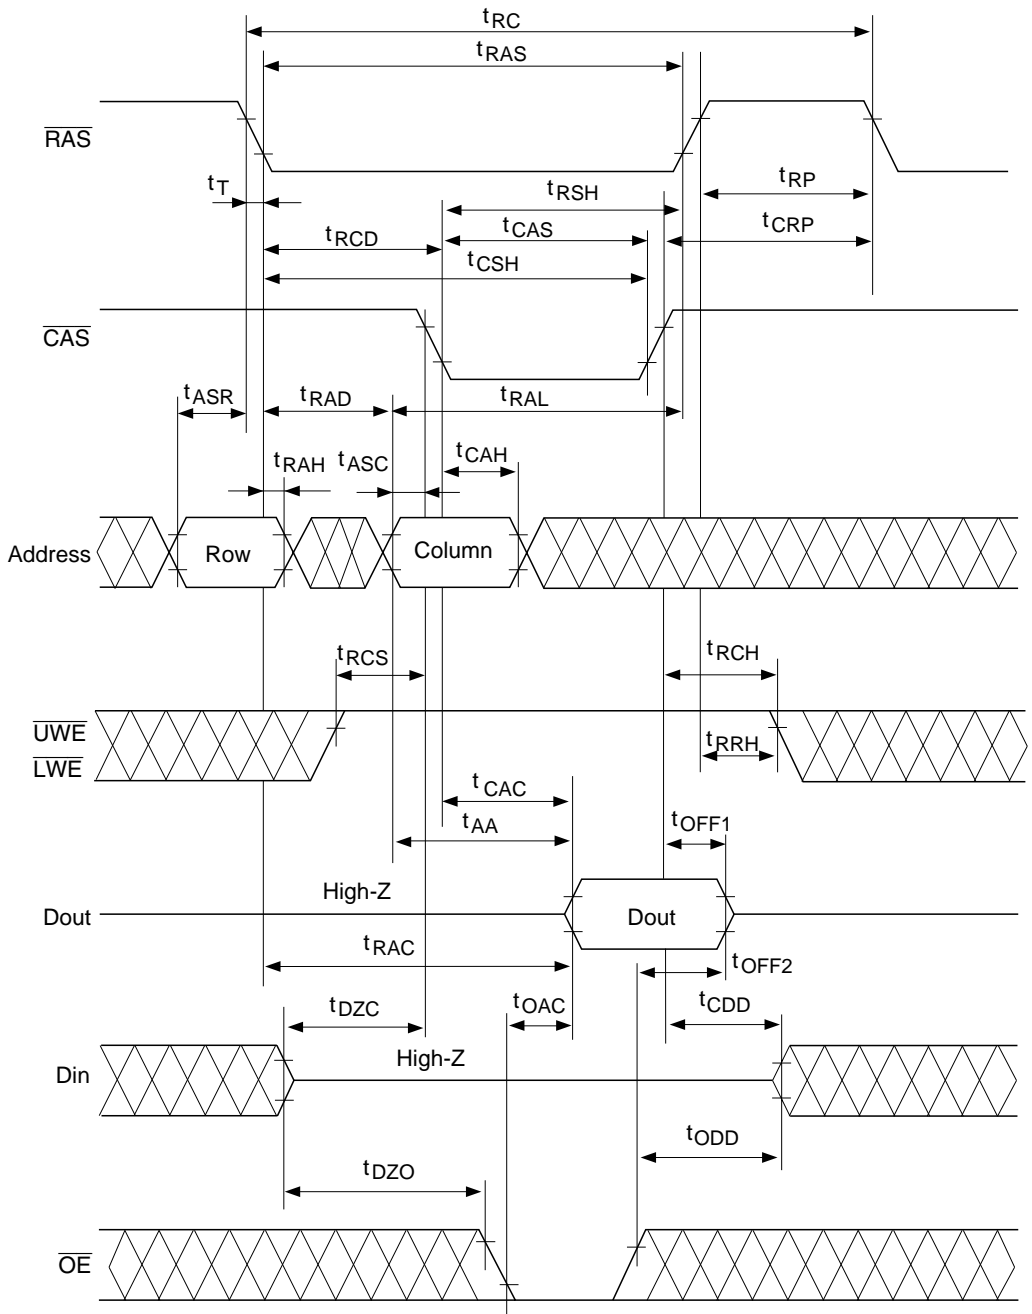 tRC
tRAS
RAS
tT
tRP
tRSH
tRCD
tCAS
tCRP
tCSH
CAS
tASR
tRAD
tRAL
tRAH
tASC
tCAH
Address
Row
Column
tRCS
tRCH
UWE
LWE
tRRH
tCAC
tAA
tOFF1
High-Z
Dout
Dout
tRAC
tOFF2
tDZC
tOAC
tCDD
Din
High-Z
tODD
tDZO
OE